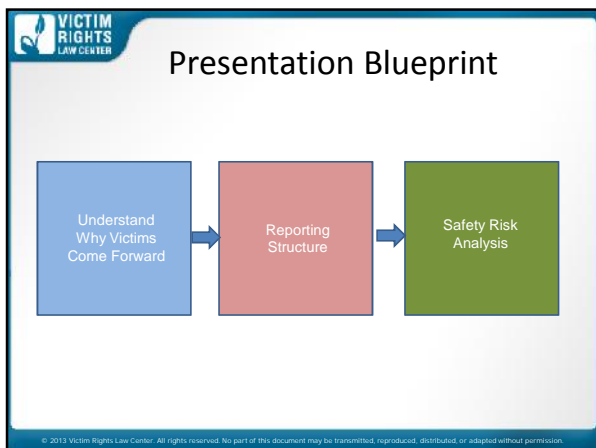 VICTIM
RIGHTS
LAW CENTER
Presentation Blueprint
Understand
Why Victims
Come Forward
Reporting
Structure
Safety Risk
Analysis
© 2013 Victim Rights Law Center. All rights reserved. No part of this document may be transmitted, reproduced, distributed, or adapted without permission.